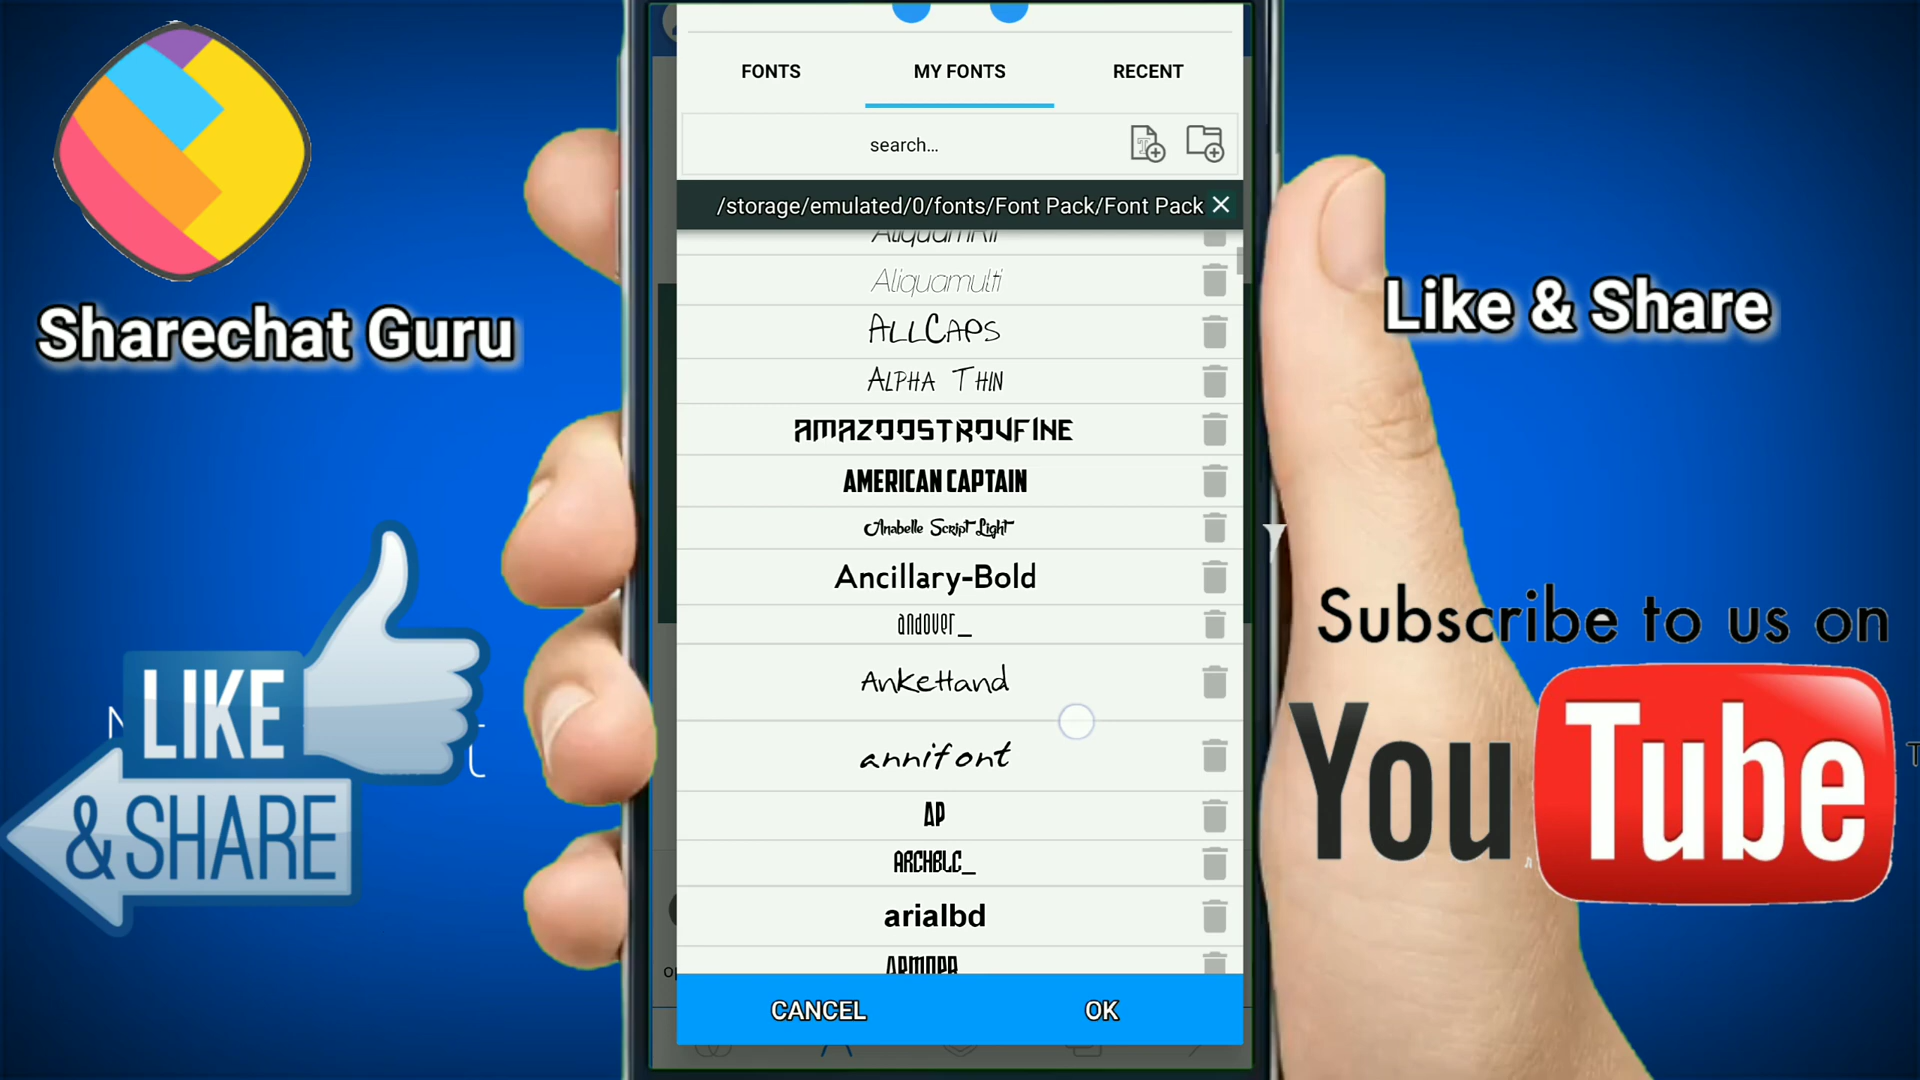 FONTS
MY FONTS
RECENT
search...
/storage/emulated/0/fonts/Font Pack/Font Pack
Aliquamulti
ALLCAPS
ALPHA THIN
AMAZOOSTROVFINE
AMERICAN CAPTAIN
Anabelle Script Light
Ancillary-Bold
andover_
AnkeHand
annifont
AP
ARCHBLC_
arialbd
CANCEL
OK
Sharechat Guru
LIKE
& SHARE
Like & Share
Subscribe to us on
YouTube